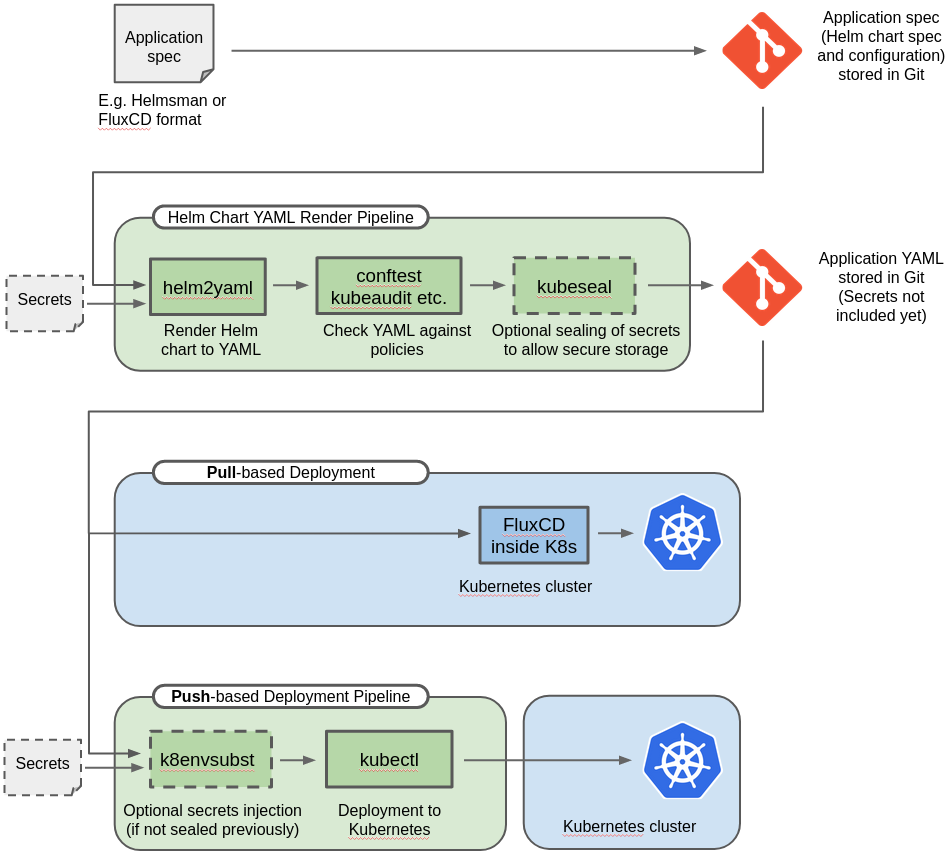 Application
spec
E.g. Helmsman or
FluxCD format
Application spec
(Helm chart spec
and configuration)
stored in Git
Helm Chart YAML Render Pipeline
Secrets
helm2yaml
Render Helm
chart to YAML
conftest
kubeaudit etc.
Check YAML against
policies
kubeseal
Optional sealing of secrets
to allow secure storage
Application YAML
stored in Git
(Secrets not
included yet)
Pull-based Deployment
FluxCD
inside K8s
Kubernetes cluster
Push-based Deployment Pipeline
Secrets
k8envsubst
Optional secrets injection
(if not sealed previously)
kubectl
Deployment to
Kubernetes
Kubernetes cluster